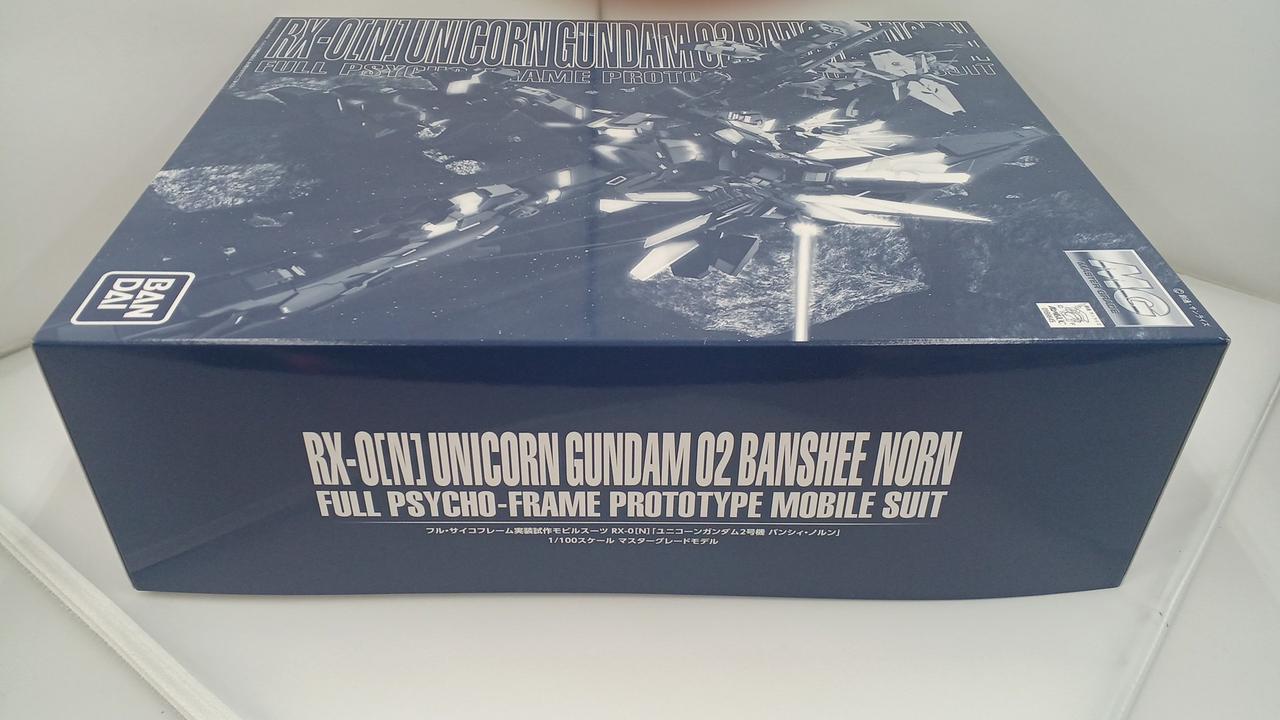 RX-0[N] UNICORN GUNDAM 02 BANSHEE NORN
FULL PSYCHO-FRAME PROTOTYPE MOBILE SUIT
BAN
DAI
MG
RX-0[N] UNICORN GUNDAM 02 BANSHEE NORN
FULL PSYCHO-FRAME PROTOTYPE MOBILE SUIT
フル・サイコフレーム実装試作モビルスーツ RX-0[N]「ユニコーンガンダム2号機 バンシィ・ノルン」
1/100スケール マスターグレードモデル